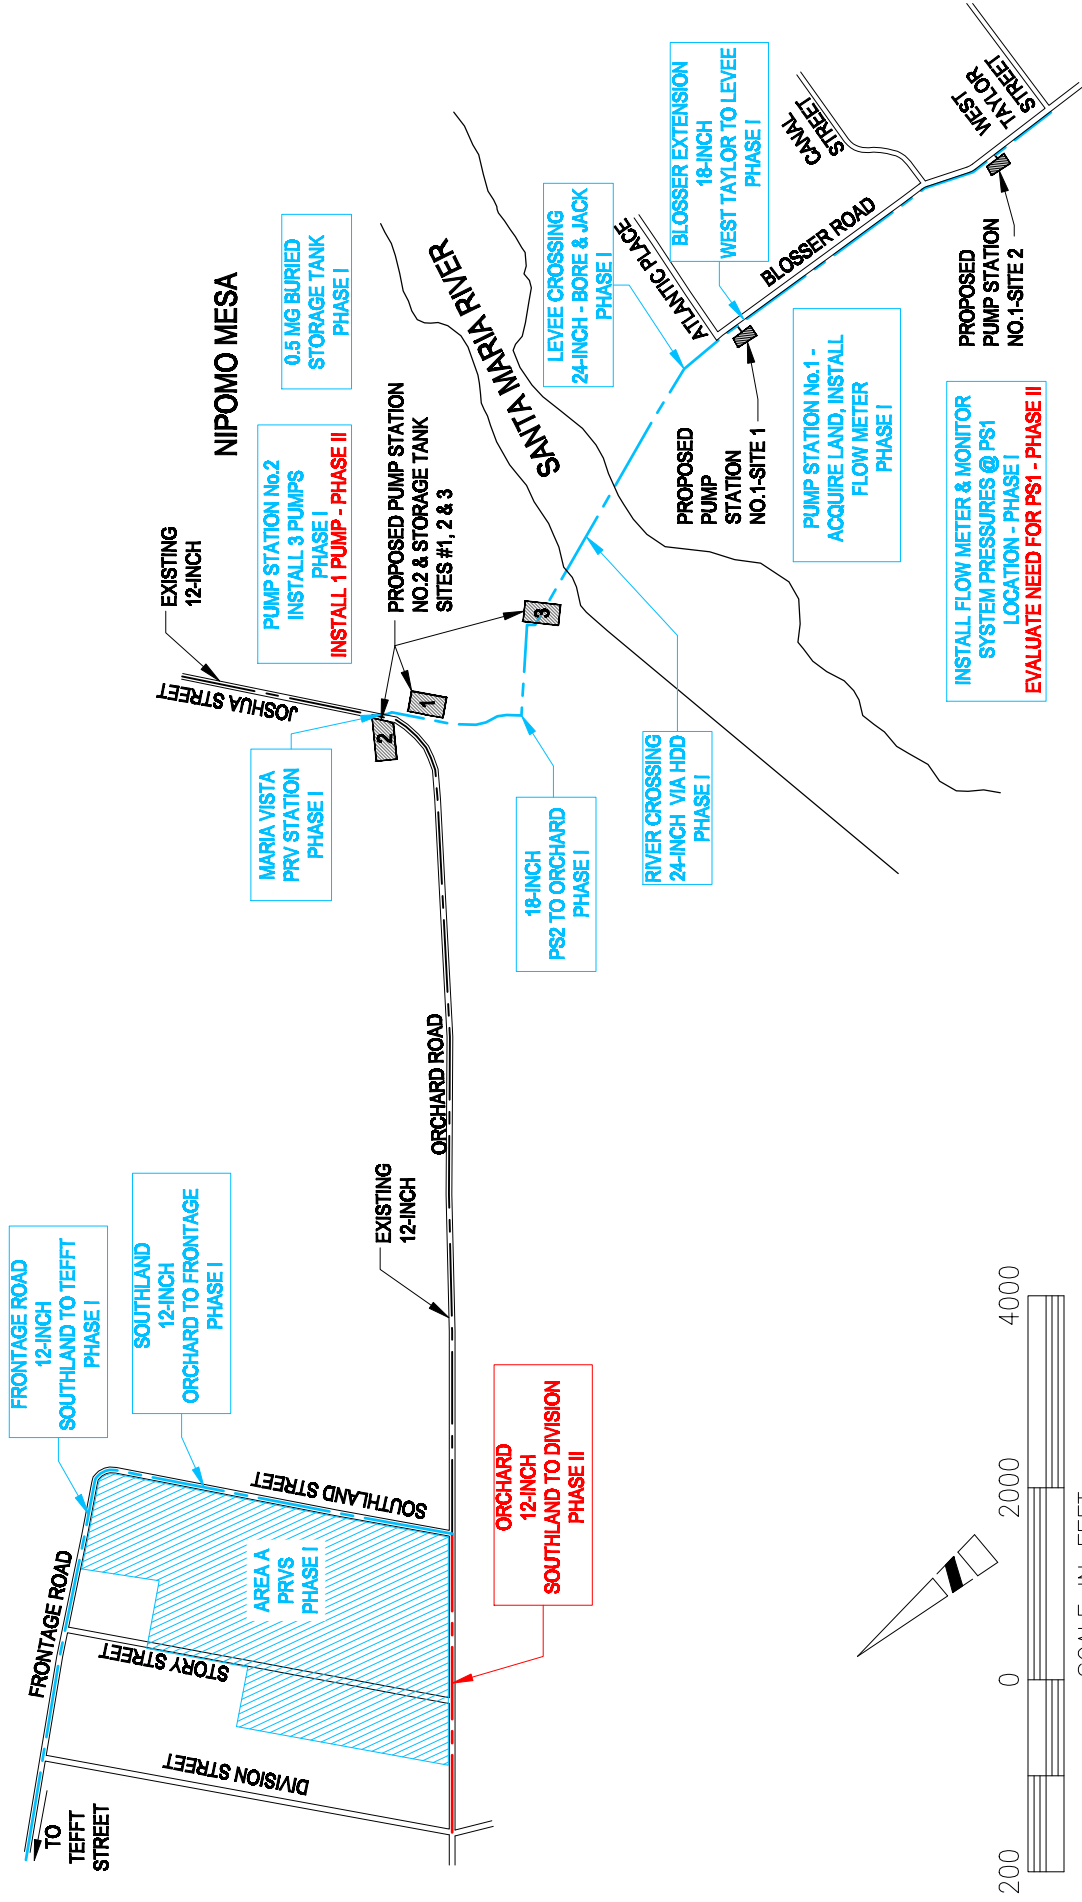 FRONTAGE ROAD
12-INCH
SOUTHLAND TO TEFFT
PHASE I
SOUTHLAND
12-INCH
ORCHARD TO FRONTAGE
PHASE I
TO
TEFFT
STREET
FRONTAGE ROAD
DIVISION STREET
STORY STREET
SOUTHLAND STREET
AREA A
PRVS
PHASE I
ORCHARD
12-INCH
SOUTHLAND TO DIVISION
PHASE II
EXISTING
12-INCH
ORCHARD ROAD
NIPOMO MESA
EXISTING
12-INCH
JOSHUA STREET
MARIA VISTA
PRV STATION
PHASE I
PUMP STATION No.2
INSTALL 3 PUMPS
PHASE I
INSTALL 1 PUMP - PHASE II
0.5 MG BURIED
STORAGE TANK
PHASE I
PROPOSED PUMP STATION
NO.2 & STORAGE TANK
SITES #1, 2 & 3
2
1
3
18-INCH
PS2 TO ORCHARD
PHASE I
RIVER CROSSING
24-INCH VIA HDD
PHASE I
SANTA MARIA RIVER
LEVEE CROSSING
24-INCH - BORE & JACK
PHASE I
ATLANTIC PLACE
BLOSSER EXTENSION
18-INCH
WEST TAYLOR TO LEVEE
PHASE I
BLOSSER ROAD
CANAL
STREET
WEST
TAYLOR
STREET
PROPOSED
PUMP
STATION
NO.1-SITE 1
PUMP STATION No.1 -
ACQUIRE LAND, INSTALL
FLOW METER
PHASE I
PROPOSED
PUMP STATION
NO.1-SITE 2
INSTALL FLOW METER & MONITOR
SYSTEM PRESSURES @ PS1
LOCATION - PHASE I
EVALUATE NEED FOR PS1 - PHASE II
200 0 2000 4000
SCALE IN FEET